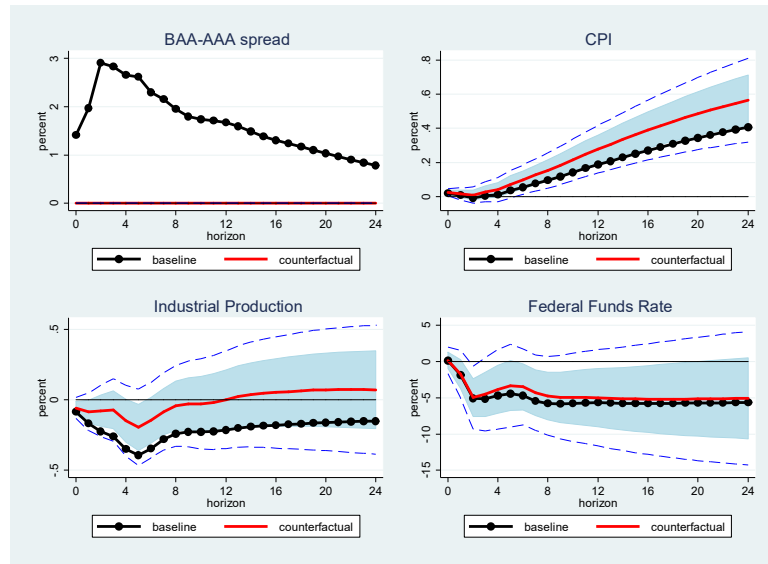 BAA-AAA spread
percent
3
2
1
0
0 4 8 12 16 20 24
horizon
baseline counterfactual
CPI
percent
.8
.6
.4
.2
0
0 4 8 12 16 20 24
horizon
baseline counterfactual
Industrial Production
percent
.5
0
-.5
0 4 8 12 16 20 24
horizon
baseline counterfactual
Federal Funds Rate
percent
5
0
-5
-10
-15
0 4 8 12 16 20 24
horizon
baseline counterfactual